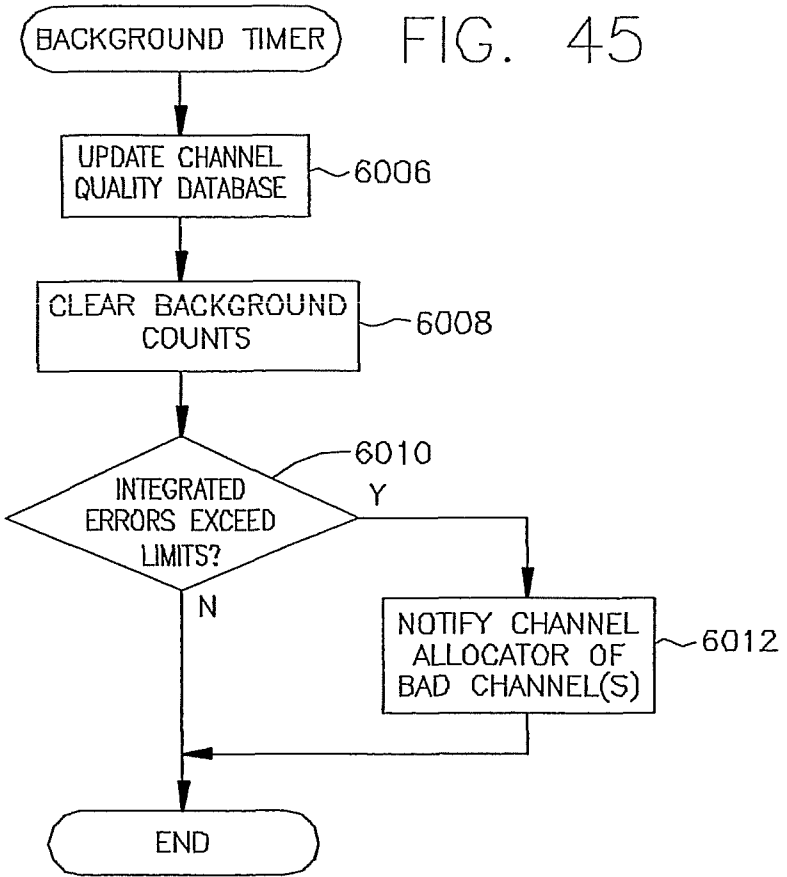 BACKGROUND TIMER
FIG. 45
UPDATE CHANNEL
QUALITY DATABASE
6006
CLEAR BACKGROUND
COUNTS
6008
6010
INTEGRATED
ERRORS EXCEED
LIMITS?
Y
N
NOTIFY CHANNEL
ALLOCATOR OF
BAD CHANNEL(S)
6012
END